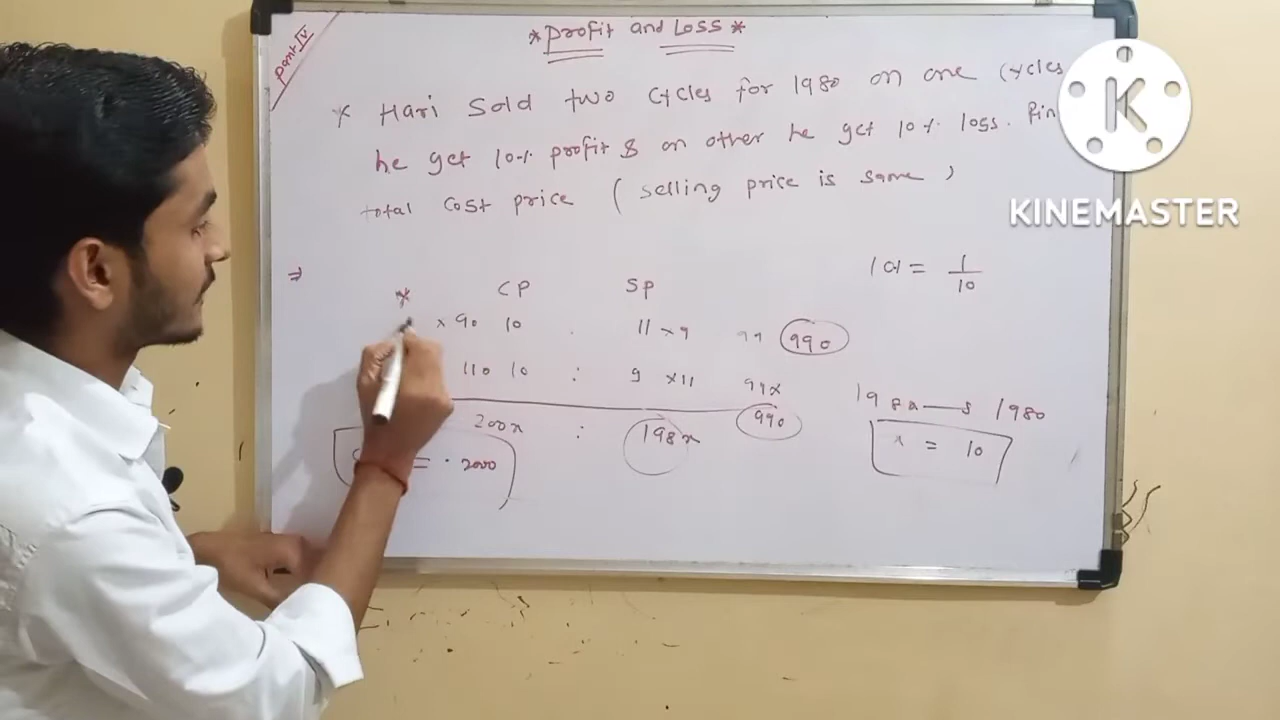 Part IV
* Profit and Loss *
* Hari Sold two cycles for 1980 on one cycles
he get 10% profit & on other he get 10% loss. Fin
total cost price ( selling price is same )
K
KINEMASTER
⇒
10% = 1/10
* CP SP
x 90 10 : 11 x 9 99 990
110 10 : 9 x 11 99x
200x : 198x 990
198x → 1980
x = 10
= 2000